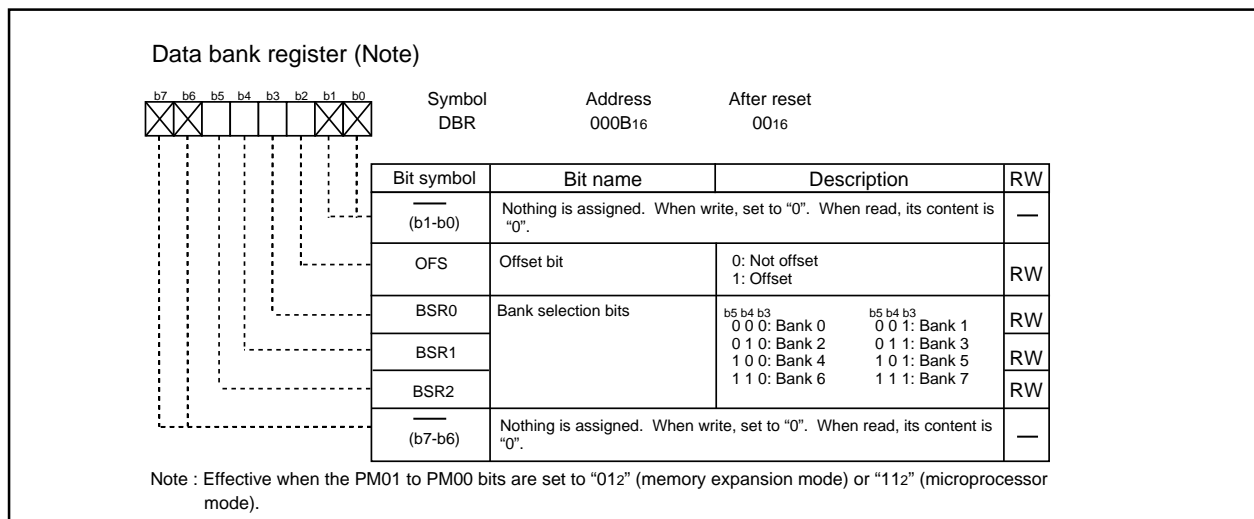 Data bank register (Note)
b7 b6 b5 b4 b3 b2 b1 b0
Symbol Address After reset
DBR 000B16 0016
Bit symbol Bit name Description RW
(b1-b0) Nothing is assigned. When write, set to “0”. When read, its content is “0”. —
OFS Offset bit 0: Not offset RW
1: Offset
BSR0 Bank selection bits b5 b4 b3 b5 b4 b3 RW
0 0 0: Bank 0 0 0 1: Bank 1
BSR1 0 1 0: Bank 2 0 1 1: Bank 3 RW
1 0 0: Bank 4 1 0 1: Bank 5
BSR2 1 1 0: Bank 6 1 1 1: Bank 7 RW
(b7-b6) Nothing is assigned. When write, set to “0”. When read, its content is “0”. —
Note : Effective when the PM01 to PM00 bits are set to “012” (memory expansion mode) or “112” (microprocessor
mode).